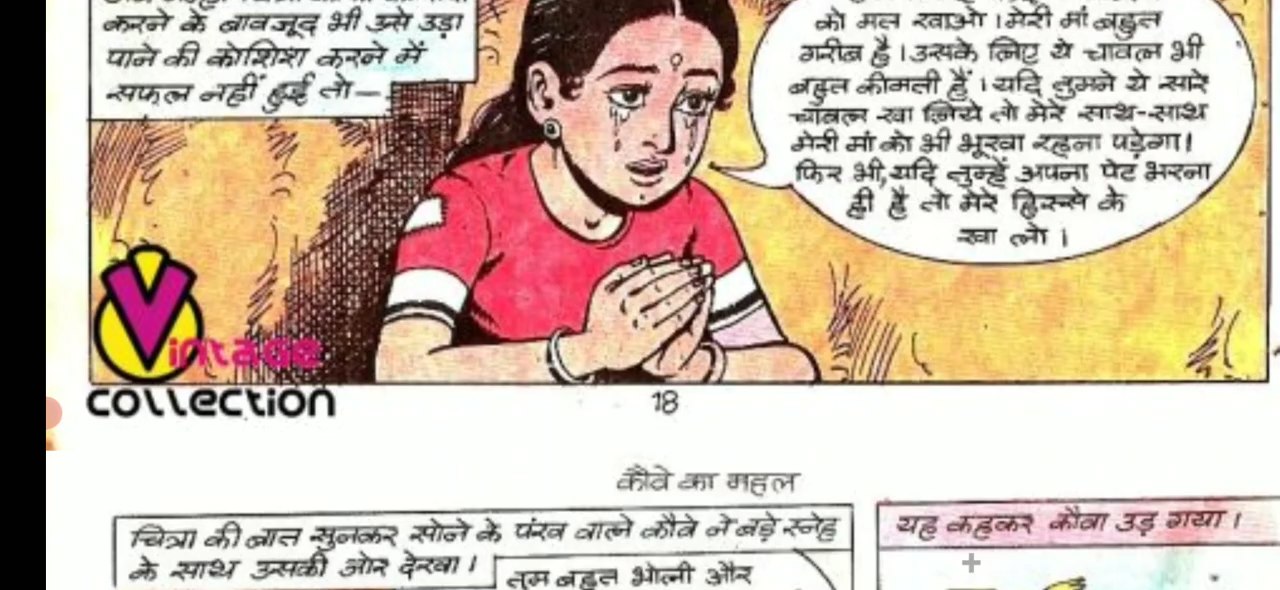 करने के बावजूद भी उसे उड़ा
पाने की कोशिश करने में
सफल नहीं हुई तो—
को मत खाओ। मेरी मां बहुत
गरीब है। उसके लिए ये चावल भी
बहुत कीमती हैं। यदि तुमने ये सारे
चावल खा लिये तो मेरे साथ-साथ
मेरी मां को भी भूखा रहना पड़ेगा।
फिर भी, यदि तुम्हें अपना पेट भरना
ही है तो मेरे हिस्से के
खा लो।
Vintage
collection
18
कौवे का महल
चित्रा की बात सुनकर सोने के पंख वाले कौवे ने बड़े स्नेह
के साथ उसकी ओर देखा।
तुम बहुत भोली और
यह कहकर कौवा उड़ गया।